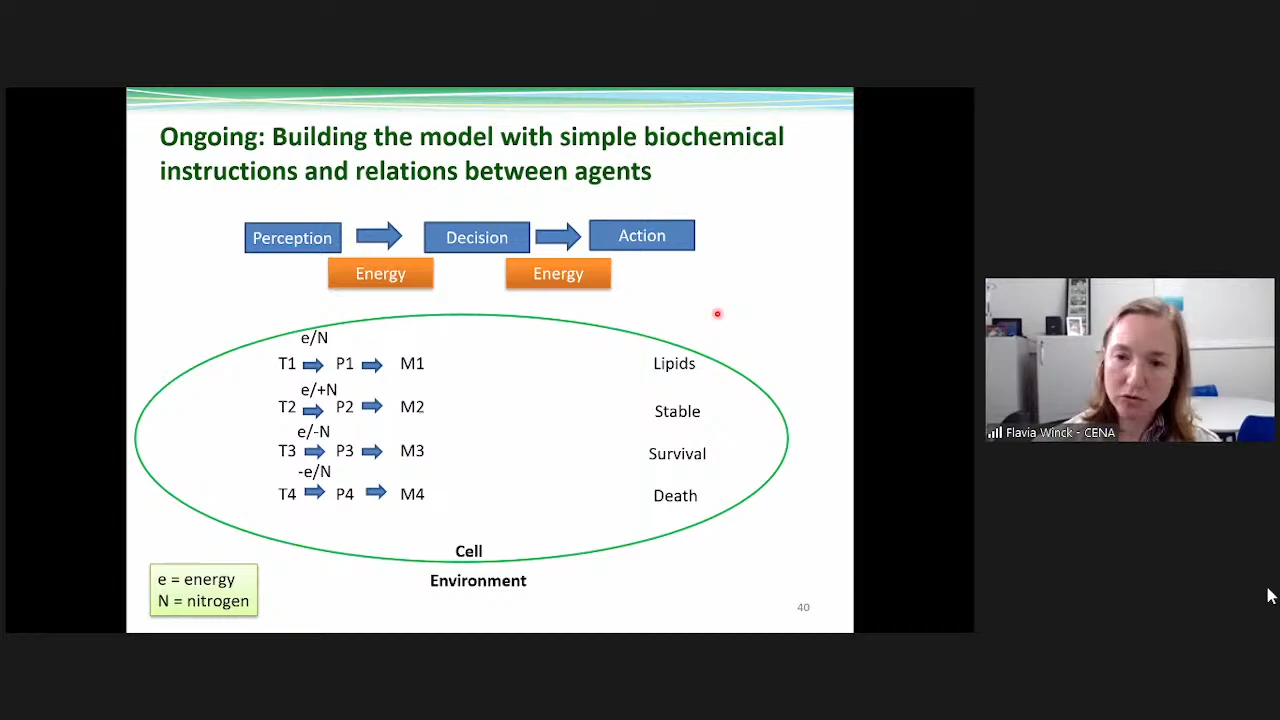 Ongoing: Building the model with simple biochemical
instructions and relations between agents
Perception
Decision
Action
Energy
Energy
e/N
T1 P1 M1
Lipids
e/+N
T2 P2 M2
Stable
e/-N
T3 P3 M3
Survival
-e/N
T4 P4 M4
Death
Cell
Environment
e = energy
N = nitrogen
40
Flavia Winck - CENA